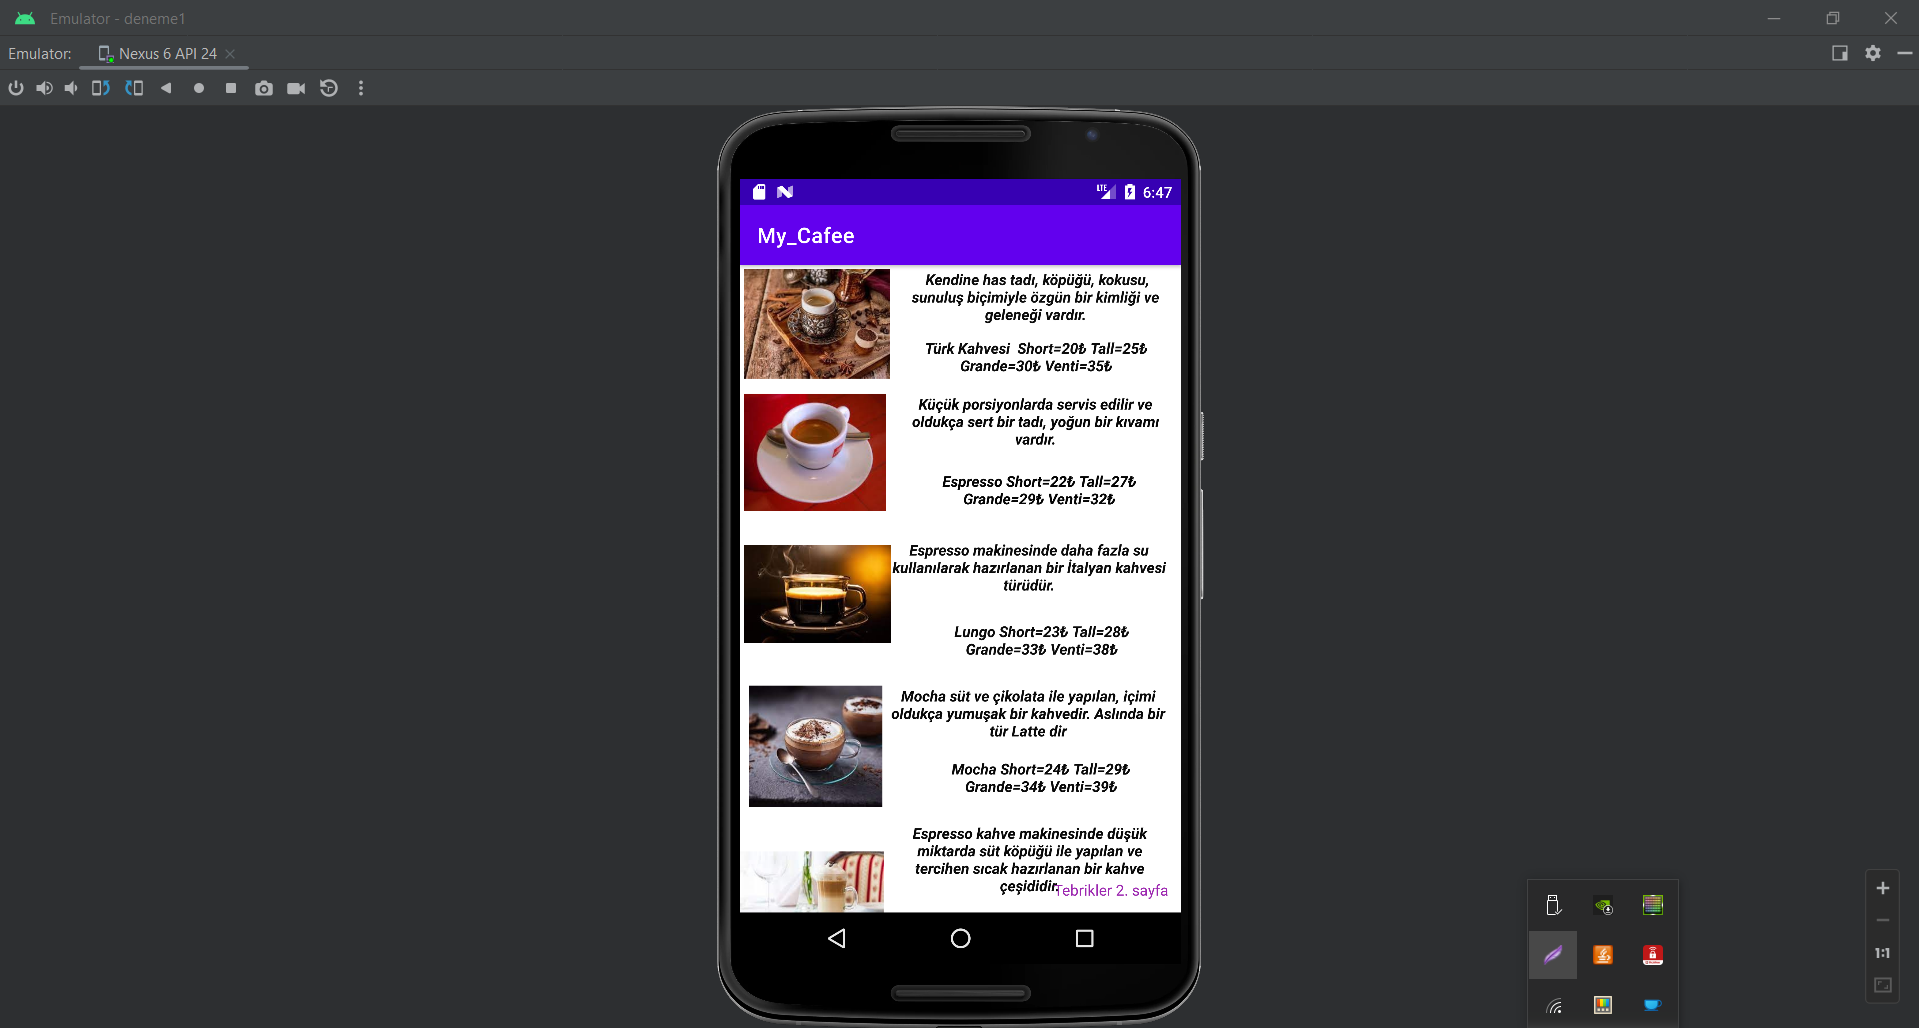 Emulator - deneme1
Emulator:
Nexus 6 API 24
LTE
6:47
My_Cafee
Kendine has tadı, köpüğü, kokusu,
sunuluş biçimiyle özgün bir kimliği ve
geleneği vardır.
Türk Kahvesi  Short=20₺ Tall=25₺
Grande=30₺ Venti=35₺
Küçük porsiyonlarda servis edilir ve
oldukça sert bir tadı, yoğun bir kıvamı
vardır.
Espresso Short=22₺ Tall=27₺
Grande=29₺ Venti=32₺
Espresso makinesinde daha fazla su
kullanılarak hazırlanan bir İtalyan kahvesi
türüdür.
Lungo Short=23₺ Tall=28₺
Grande=33₺ Venti=38₺
Mocha süt ve çikolata ile yapılan, içimi
oldukça yumuşak bir kahvedir. Aslında bir
tür Latte dir
Mocha Short=24₺ Tall=29₺
Grande=34₺ Venti=39₺
Espresso kahve makinesinde düşük
miktarda süt köpüğü ile yapılan ve
tercihen sıcak hazırlanan bir kahve
çeşididir.
Tebrikler 2. sayfa
1:1